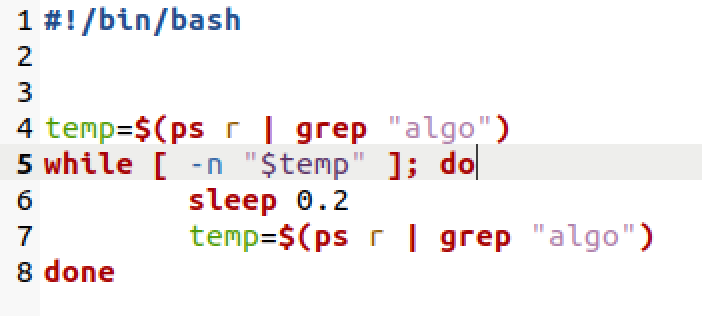 1 #!/bin/bash
2
3
4 temp=$(ps r | grep "algo")
5 while [ -n "$temp" ]; do
6         sleep 0.2
7         temp=$(ps r | grep "algo")
8 done